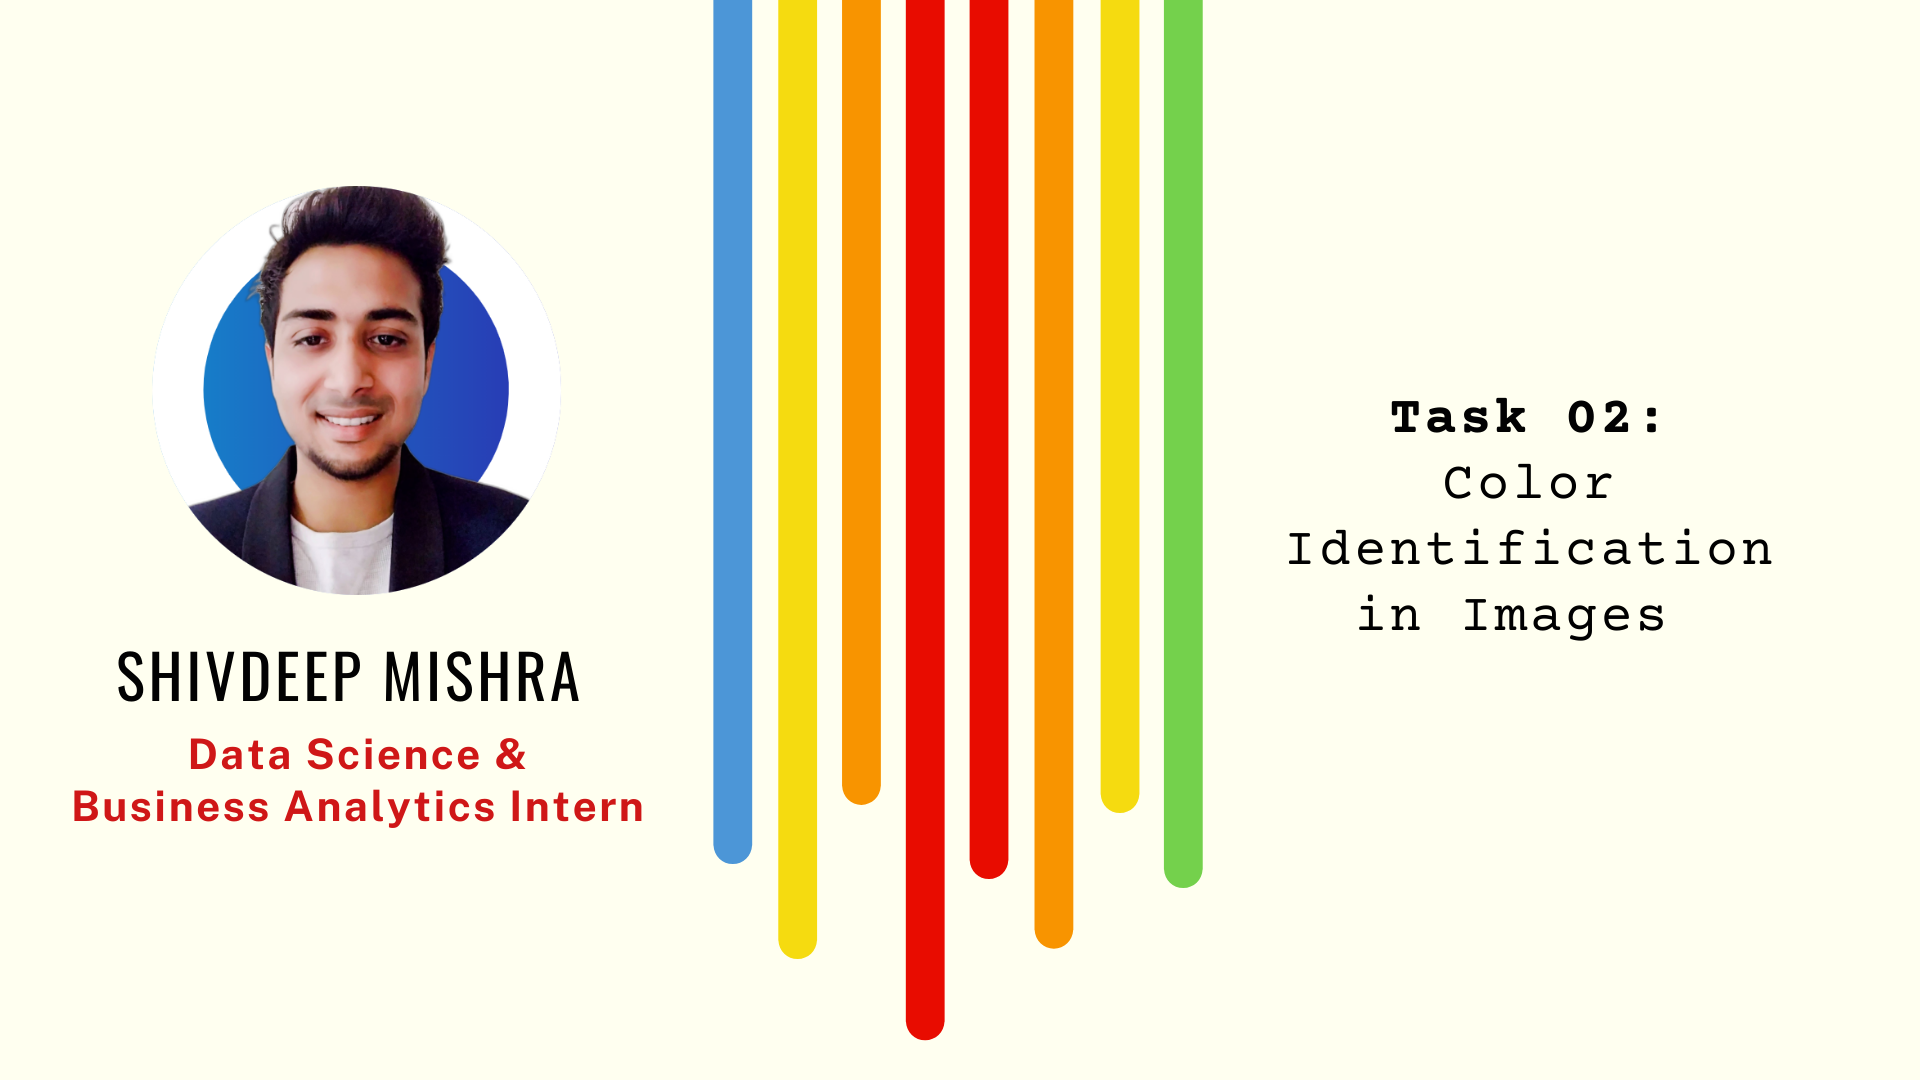 SHIVDEEP MISHRA
Data Science &
Business Analytics Intern
Task 02:
Color
Identification
in Images